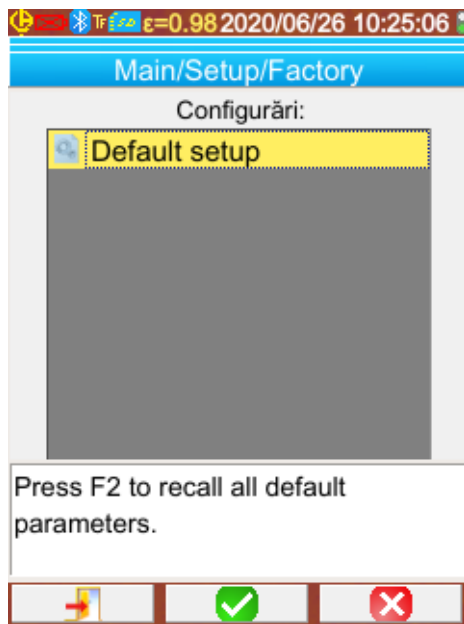 TF ε=0.98 2020/06/26 10:25:06
Main/Setup/Factory
Configurări:
Default setup
Press F2 to recall all default
parameters.